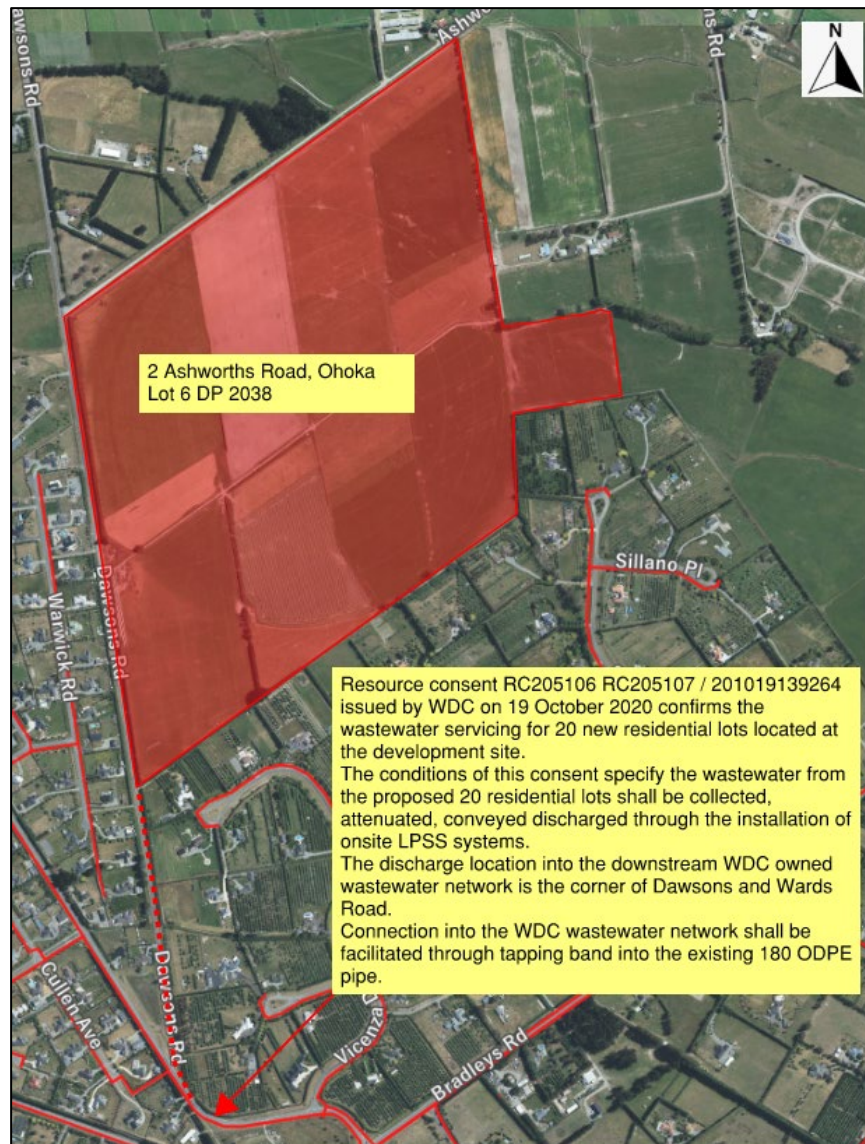 Dawsons Rd
Ashwor
sons Rd
N
2 Ashworths Road, Ohoka
Lot 6 DP 2038
Sillano Pl
Dawsons Rd
Warwick Rd
Resource consent RC205106 RC205107 / 201019139264
issued by WDC on 19 October 2020 confirms the
wastewater servicing for 20 new residential lots located at
the development site.
The conditions of this consent specify the wastewater from
the proposed 20 residential lots shall be collected,
attenuated, conveyed discharged through the installation of
onsite LPSS systems.
The discharge location into the downstream WDC owned
wastewater network is the corner of Dawsons and Wards
Road.
Connection into the WDC wastewater network shall be
facilitated through tapping band into the existing 180 ODPE
pipe.
Dawsons Rd
Cullen Ave
Vicenza D
Bradleys Rd